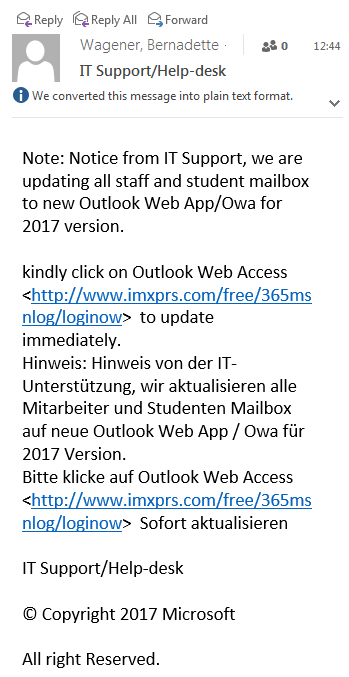 Reply Reply All Forward
Wagener, Bernadette · 0 12:44
IT Support/Help-desk
We converted this message into plain text format.
Note: Notice from IT Support, we are
updating all staff and student mailbox
to new Outlook Web App/Owa for
2017 version.
kindly click on Outlook Web Access
<http://www.imxprs.com/free/365ms
nlog/loginow> to update
immediately.
Hinweis: Hinweis von der IT-
Unterstützung, wir aktualisieren alle
Mitarbeiter und Studenten Mailbox
auf neue Outlook Web App / Owa für
2017 Version.
Bitte klicke auf Outlook Web Access
<http://www.imxprs.com/free/365ms
nlog/loginow> Sofort aktualisieren
IT Support/Help-desk
© Copyright 2017 Microsoft
All right Reserved.